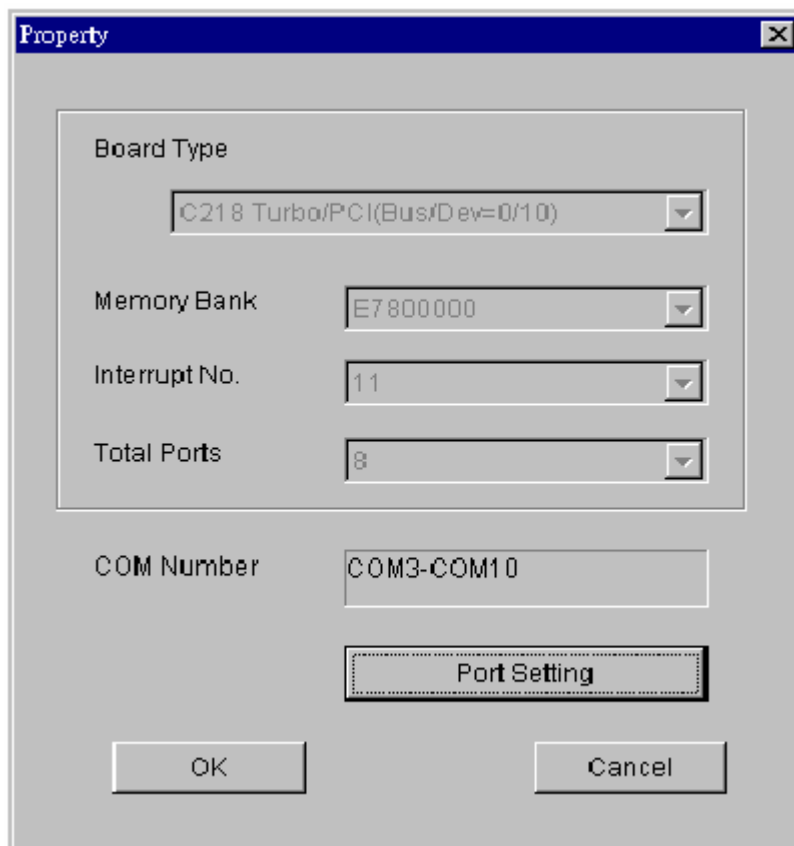 Property
Board Type
C218 Turbo/PCI(Bus/Dev=0/10)
Memory Bank
E7800000
Interrupt No.
11
Total Ports
8
COM Number
COM3-COM10
Port Setting
OK
Cancel